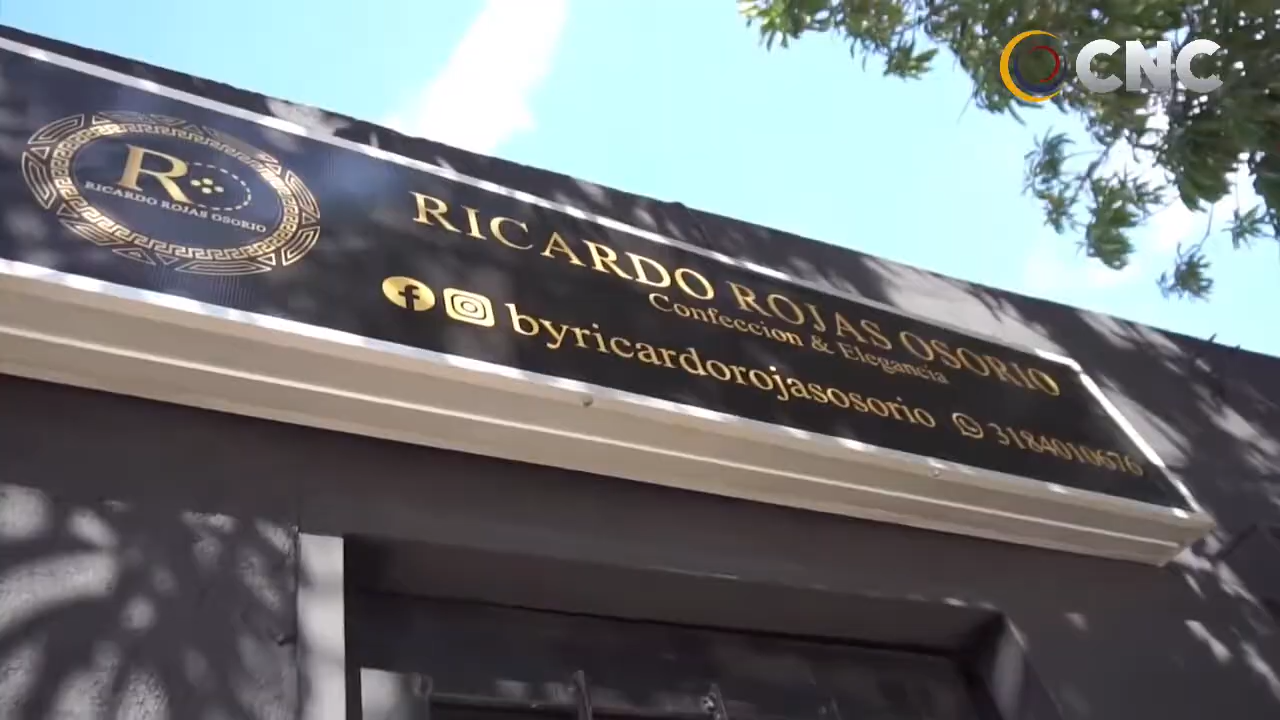 CNC
R
RICARDO ROJAS OSORIO
RICARDO ROJAS OSORIO
Confeccion & Elegancia
byricardorojasosorio 3184010676